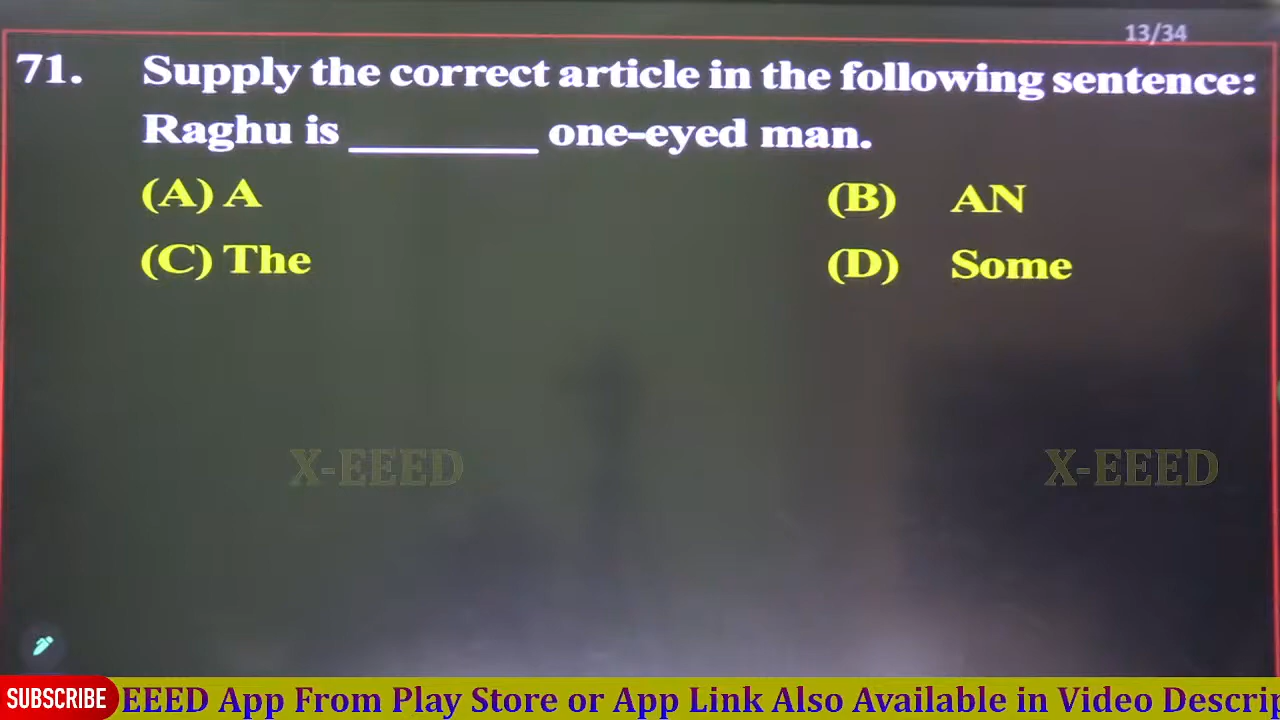 13/34
71. Supply the correct article in the following sentence:
Raghu is ________ one-eyed man.
(A) A (B) AN
(C) The (D) Some
X-EEED X-EEED
SUBSCRIBE EEED App From Play Store or App Link Also Available in Video Descrip